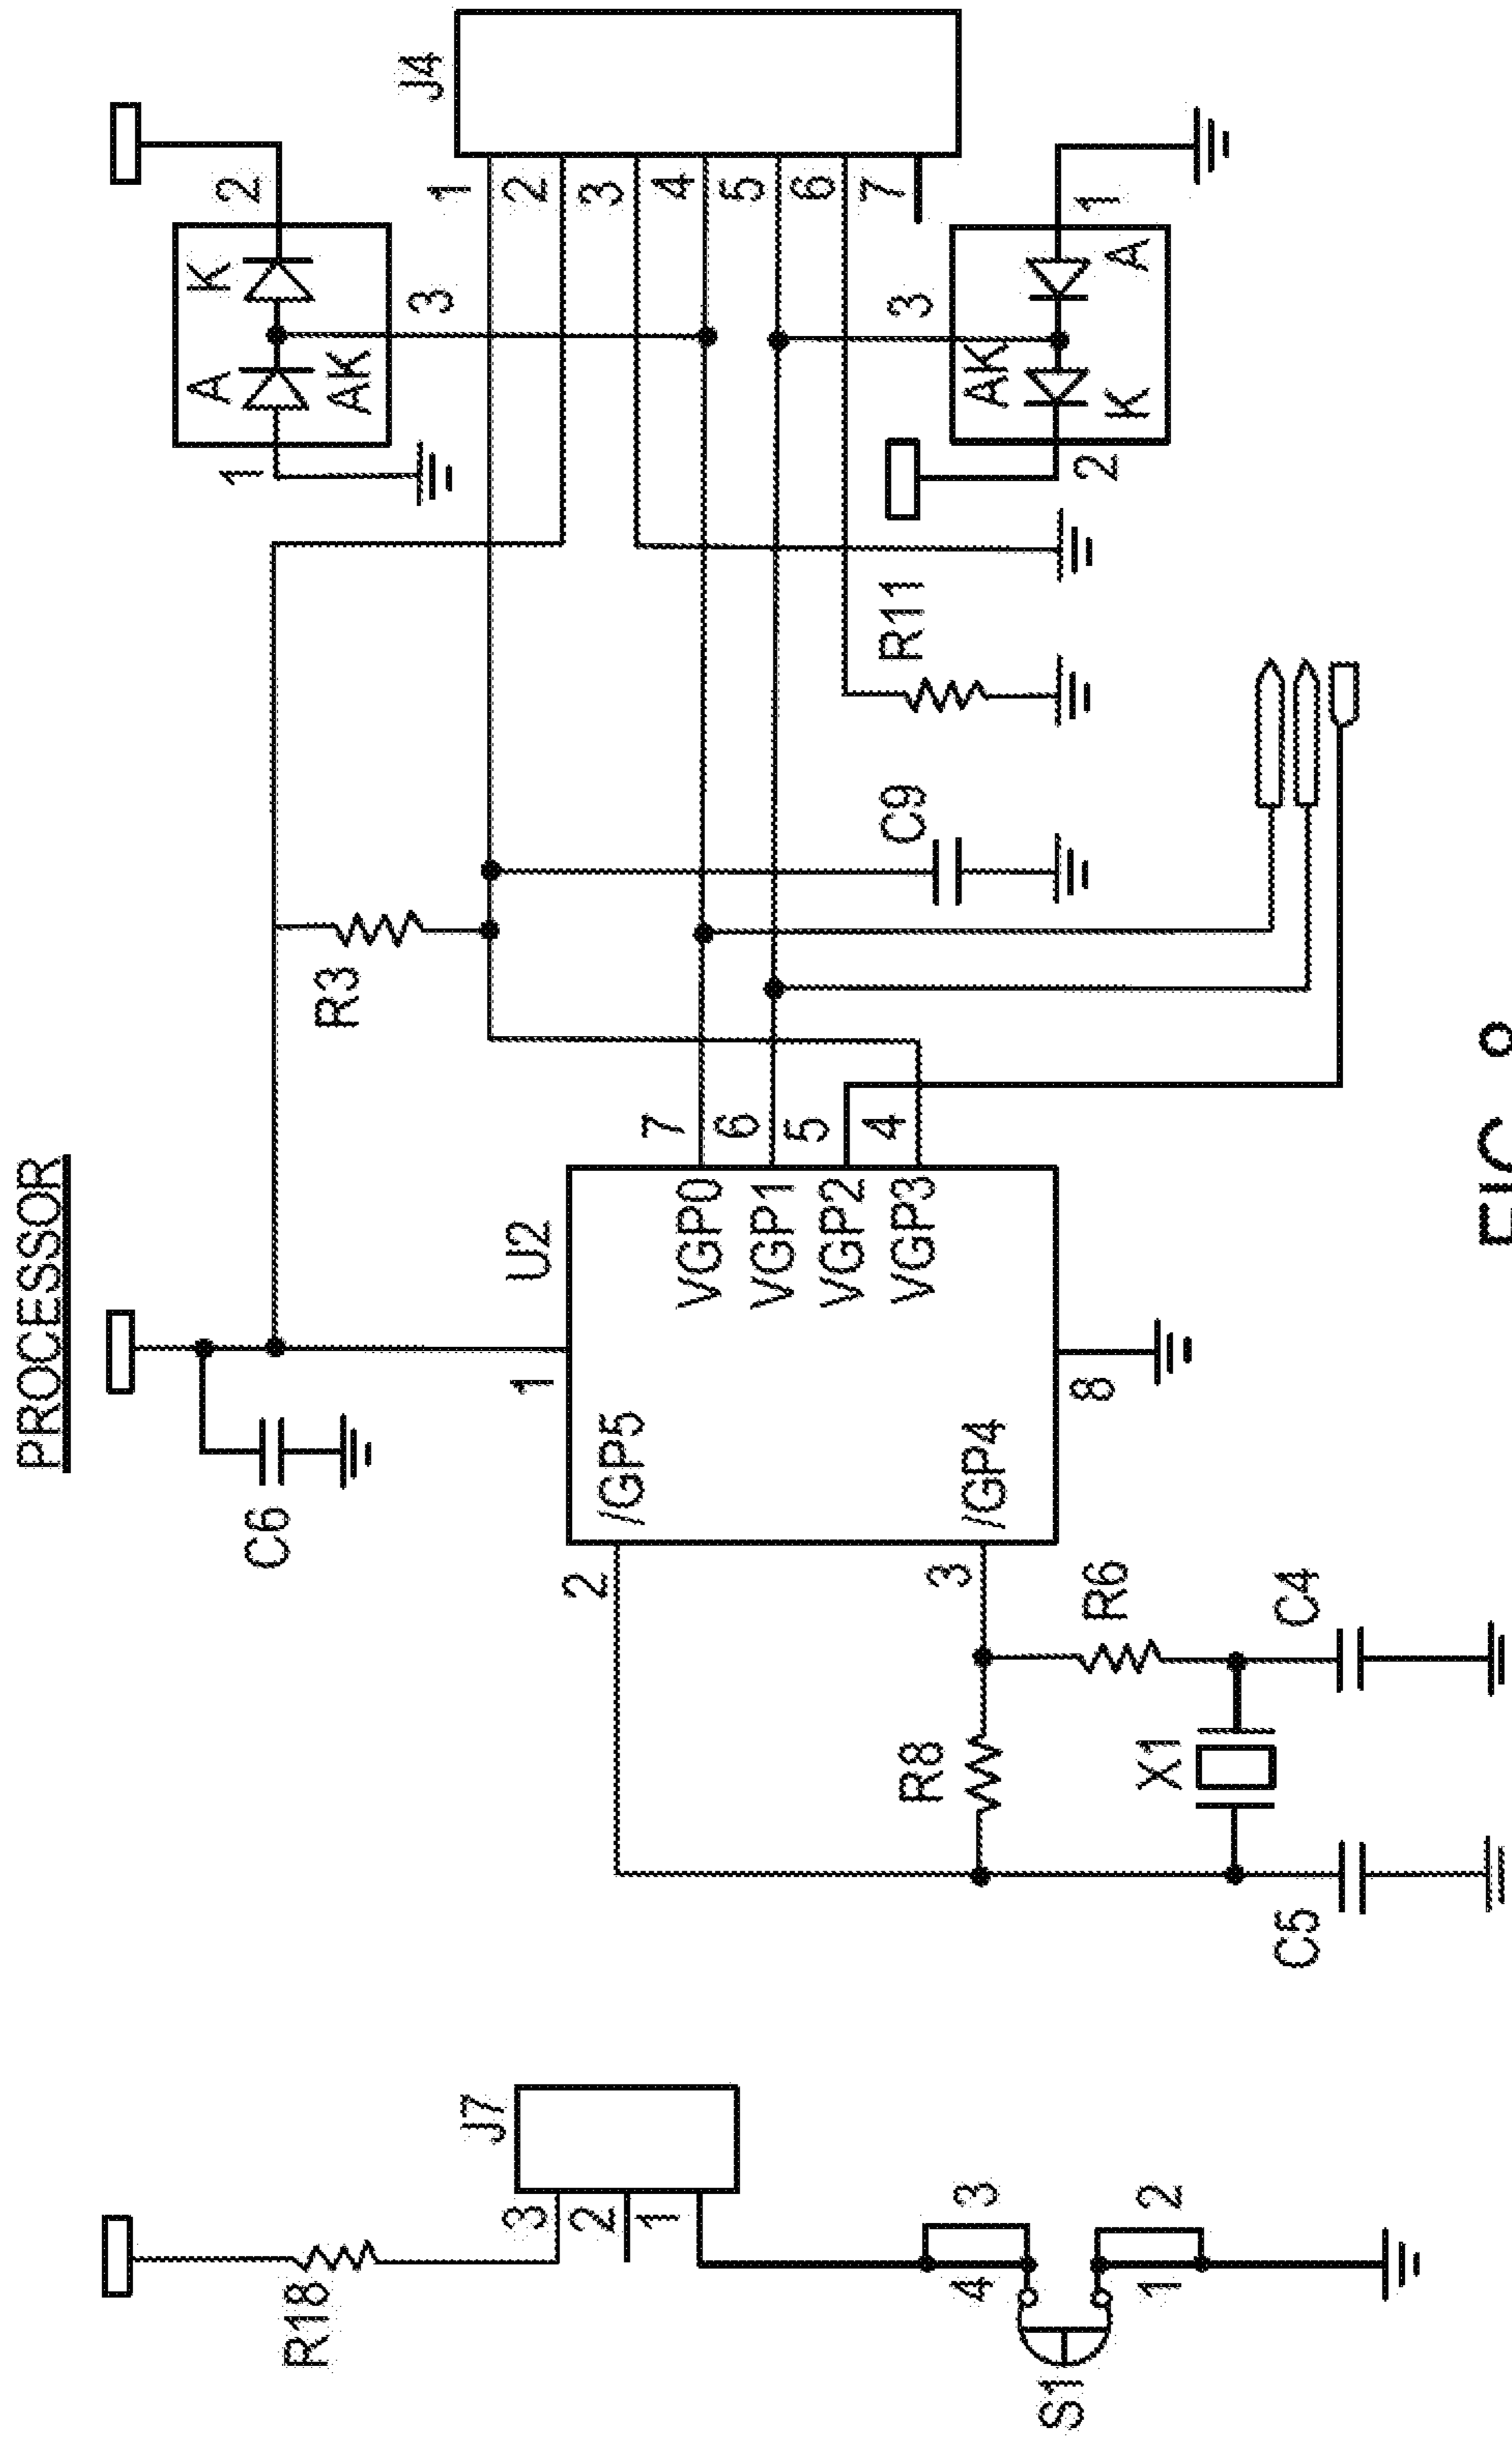 PROCESSOR
R18
J7
3
2
1
4
3
1
2
S1
C6
1
U2
/GP5
VGP0
VGP1
VGP2
VGP3
/GP4
2
3
8
7
6
5
4
R8
R6
X1
C5
C4
R3
C9
R11
1
A
K
2
AK
3
J4
1
2
3
4
5
6
7
3
AK
A
1
K
2